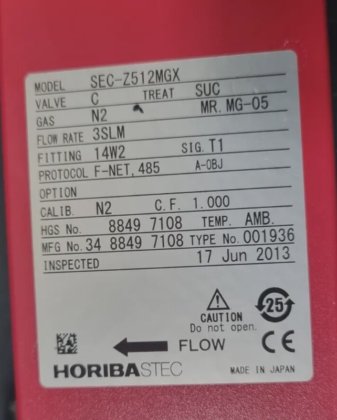 MODEL SEC-Z512MGX
VALVE C TREAT SUC
GAS N2 MR. MG-05
FLOW RATE 3SLM
FITTING 14W2 SIG. T1
PROTOCOL F-NET, 485 A-OBJ
OPTION
CALIB. N2 C.F. 1.000
HGS No. 8849 7108 TEMP. AMB.
MFG No. 34 8849 7108 TYPE No. 001936
INSPECTED 17 Jun 2013
CAUTION
Do not open.
25
FLOW CE
HORIBASTEC MADE IN JAPAN